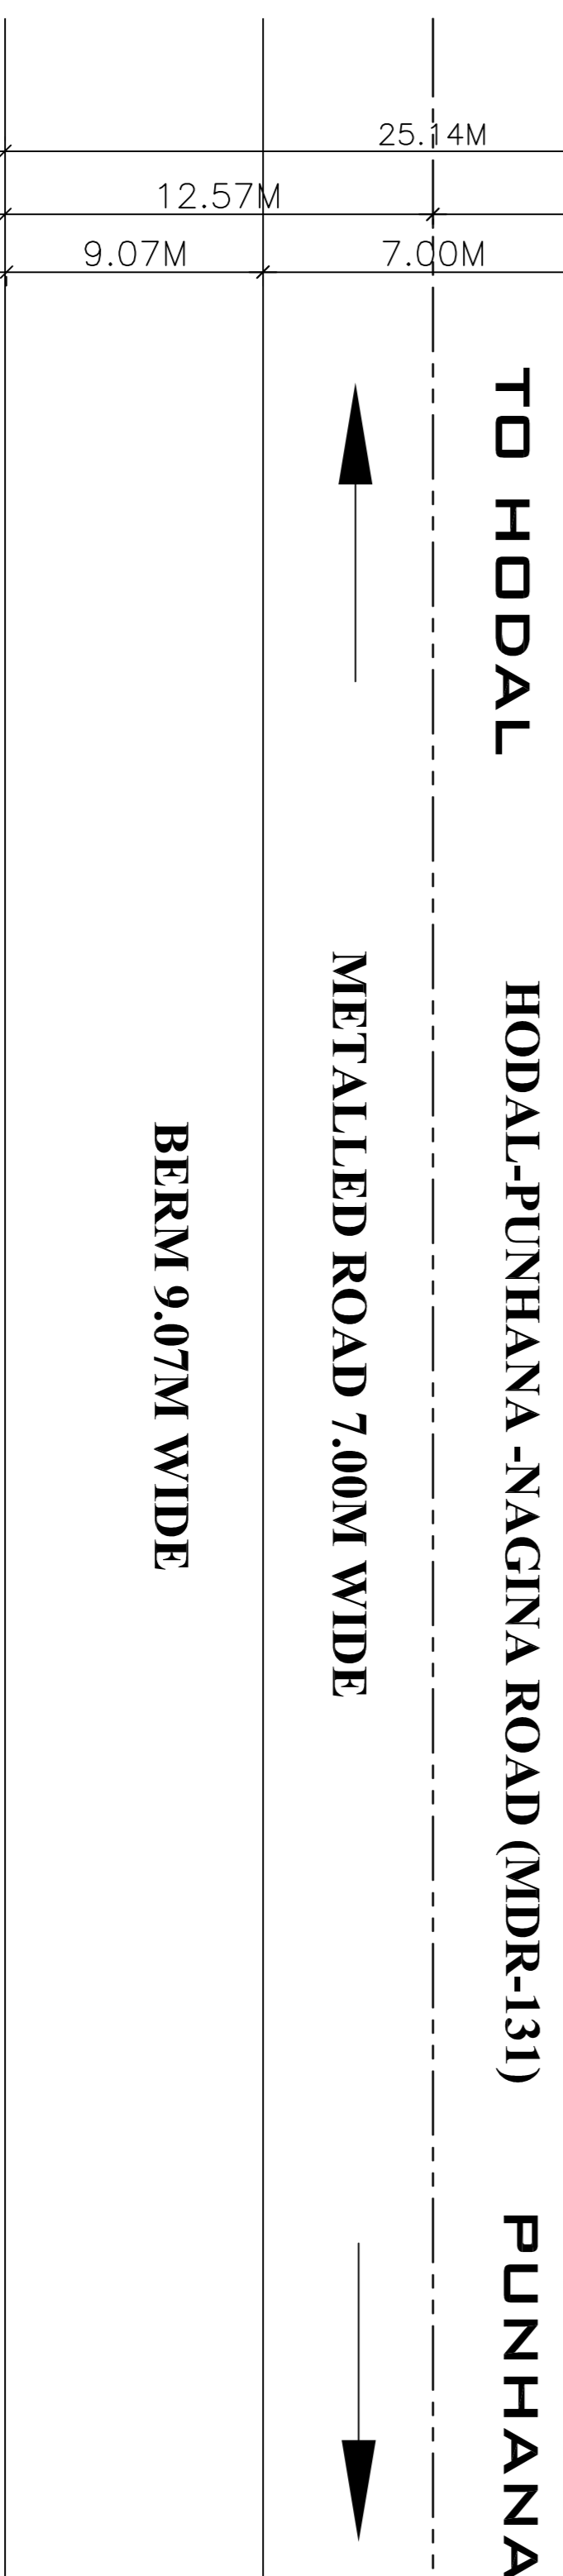 25.14M
12.57M
9.07M
7.00M
TO HODAL
HODAL-PUNHANA -NAGINA ROAD (MDR-131)
PUNHANA
METALLED ROAD 7.00M WIDE
BERM 9.07M WIDE